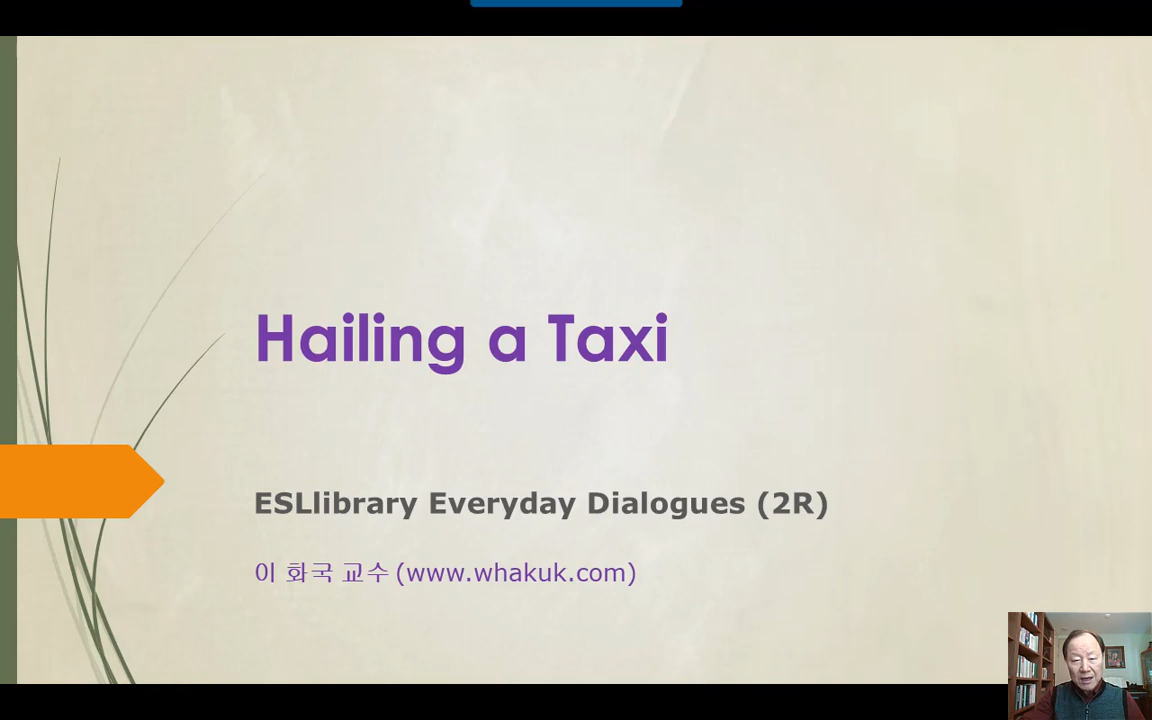 Hailing a Taxi
ESLlibrary Everyday Dialogues (2R)
이 화국 교수 (www.whakuk.com)